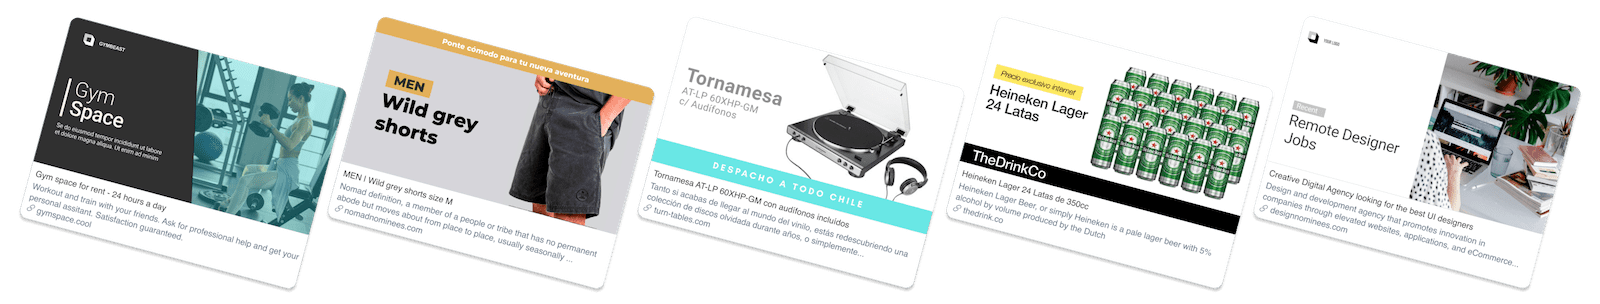 GYMBEAST
Gym
Space
Se do eiusmod tempor incididunt ut labore
et dolore magna aliqua. Ut enim ad minim
Gym space for rent - 24 hours a day
Workout and train with your friends. Ask for professional help and get your
personal assitant. Satisfaction guaranteed.
gymspace.cool
Ponte cómodo para tu nueva aventura
MEN
Wild grey
shorts
MEN | Wild grey shorts size M
Nomad definition, a member of a people or tribe that has no permanent
abode but moves about from place to place, usually seasonally ...
nomadnominees.com
Tornamesa
AT-LP 60XHP-GM
c/ Audífonos
DESPACHO A TODO CHILE
Tornamesa AT-LP 60XHP-GM con audífonos incluídos
Tanto si acabas de llegar al mundo del vinilo, estás redescubriendo una
colección de discos olvidada durante años, o simplemente...
turn-tables.com
Precio exclusivo internet
Heineken Lager
24 Latas
TheDrinkCo
Heineken Lager 24 Latas de 350cc
Heineken Lager Beer, or simply Heineken is a pale lager beer with 5%
alcohol by volume produced by the Dutch
thedrink.co
YOUR LOGO
Recent
Remote Designer
Jobs
Creative Digital Agency looking for the best UI designers
Design and development agency that promotes innovation in
companies through elevated websites, applications, and eCommerce...
designnominees.com